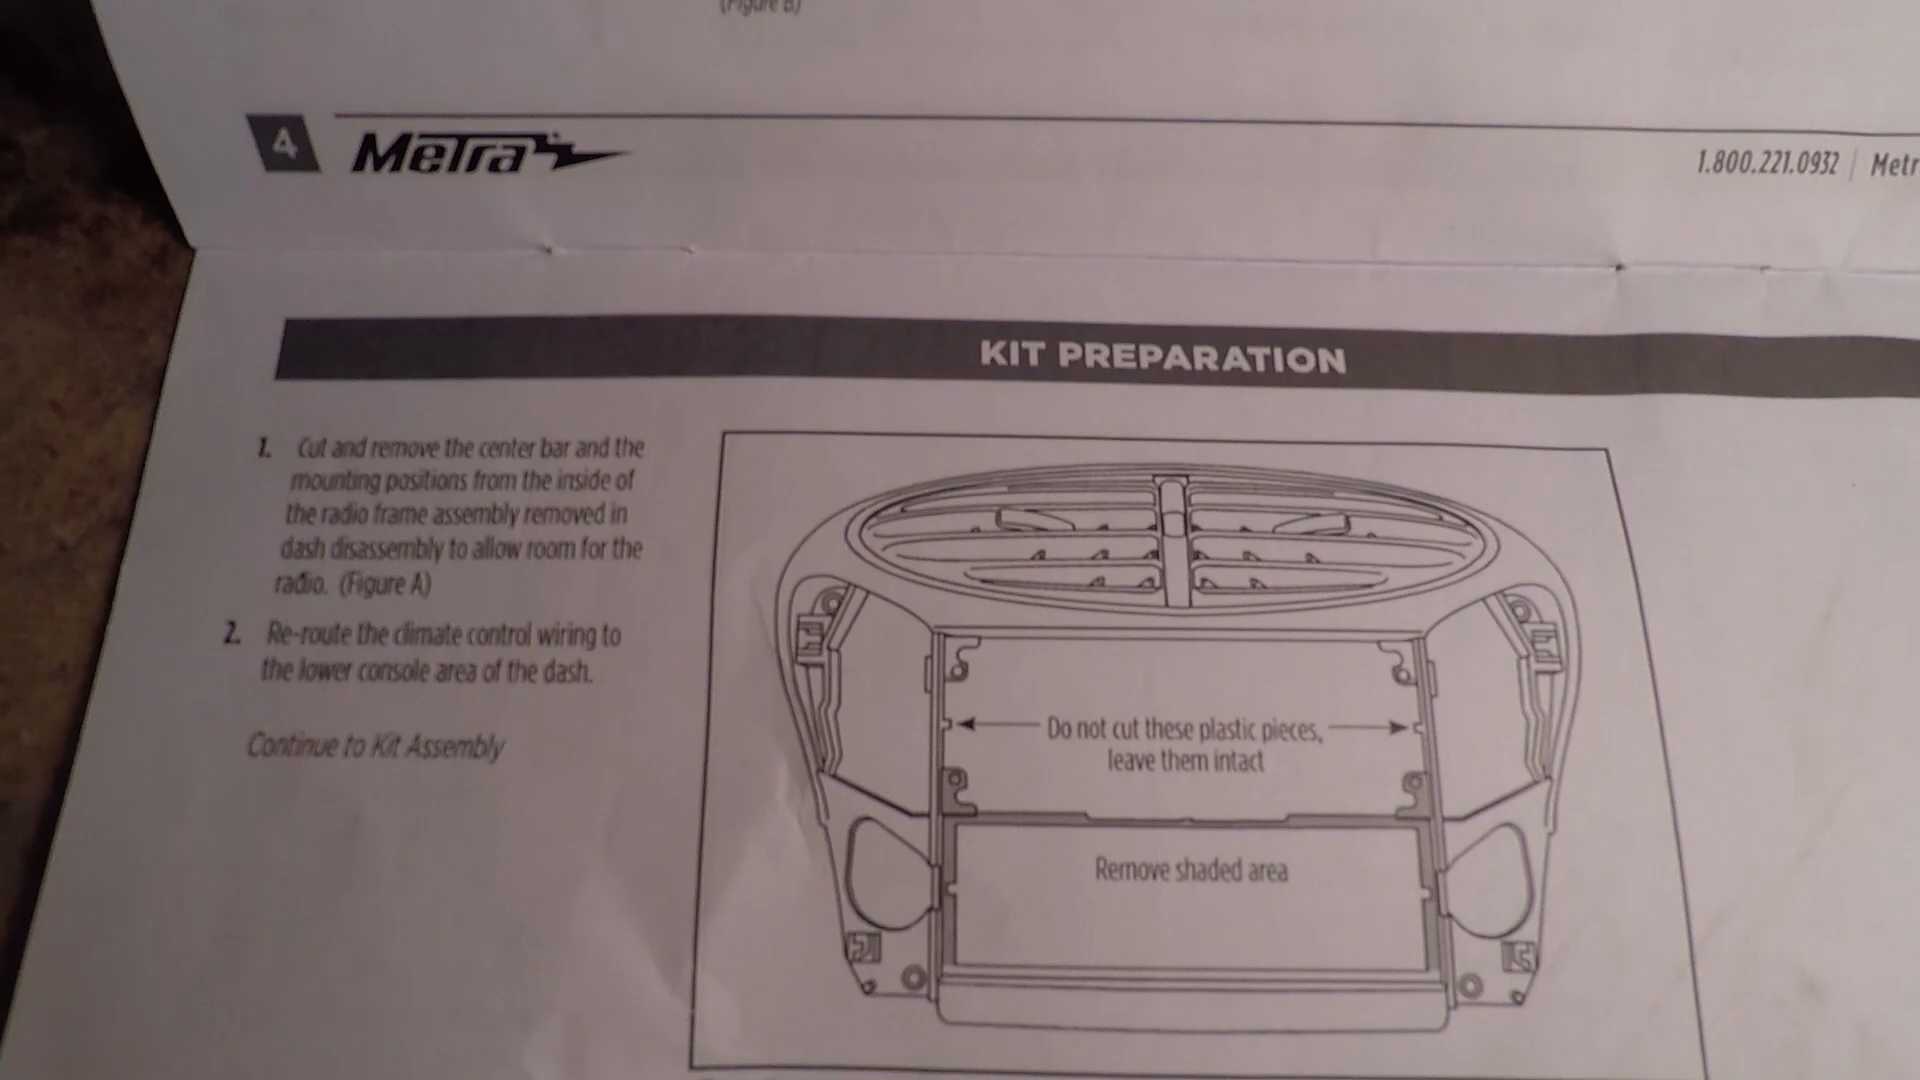 (Figure B)
4
Metra
1.800.221.0932 | Metr
KIT PREPARATION
1. Cut and remove the center bar and the
mounting positions from the inside of
the radio frame assembly removed in
dash disassembly to allow room for the
radio. (Figure A)
2. Re-route the climate control wiring to
the lower console area of the dash.
Continue to Kit Assembly
Do not cut these plastic pieces,
leave them intact
Remove shaded area